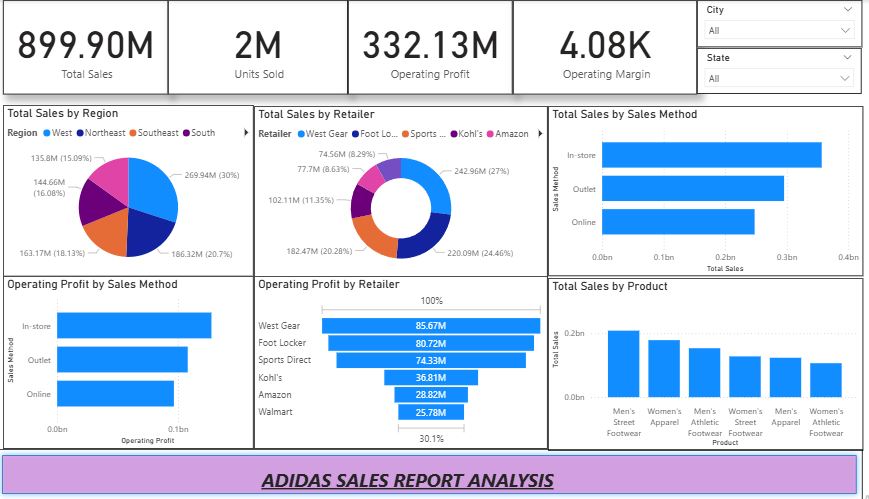 899.90M
Total Sales
2M
Units Sold
332.13M
Operating Profit
4.08K
Operating Margin
City
All
State
All
Total Sales by Region
Region West Northeast Southeast South
135.8M (15.09%)
144.66M
(16.08%)
163.17M (18.13%)
269.94M (30%)
186.32M (20.7%)
Total Sales by Retailer
Retailer West Gear Foot Lo... Sports ... Kohl's Amazon
74.56M (8.29%)
77.7M (8.63%)
102.11M (11.35%)
182.47M (20.28%)
242.96M (27%)
220.09M (24.46%)
Total Sales by Sales Method
Sales Method
In-store
Outlet
Online
0.0bn 0.1bn 0.2bn 0.3bn 0.4bn
Total Sales
Operating Profit by Sales Method
Sales Method
In-store
Outlet
Online
0.0bn 0.1bn
Operating Profit
Operating Profit by Retailer
100%
West Gear 85.67M
Foot Locker 80.72M
Sports Direct 74.33M
Kohl's 36.81M
Amazon 28.82M
Walmart 25.78M
30.1%
Total Sales by Product
Total Sales
0.2bn
0.0bn
Men's Street Footwear
Women's Apparel
Men's Athletic Footwear
Women's Street Footwear
Men's Apparel
Women's Athletic Footwear
Product
ADIDAS SALES REPORT ANALYSIS